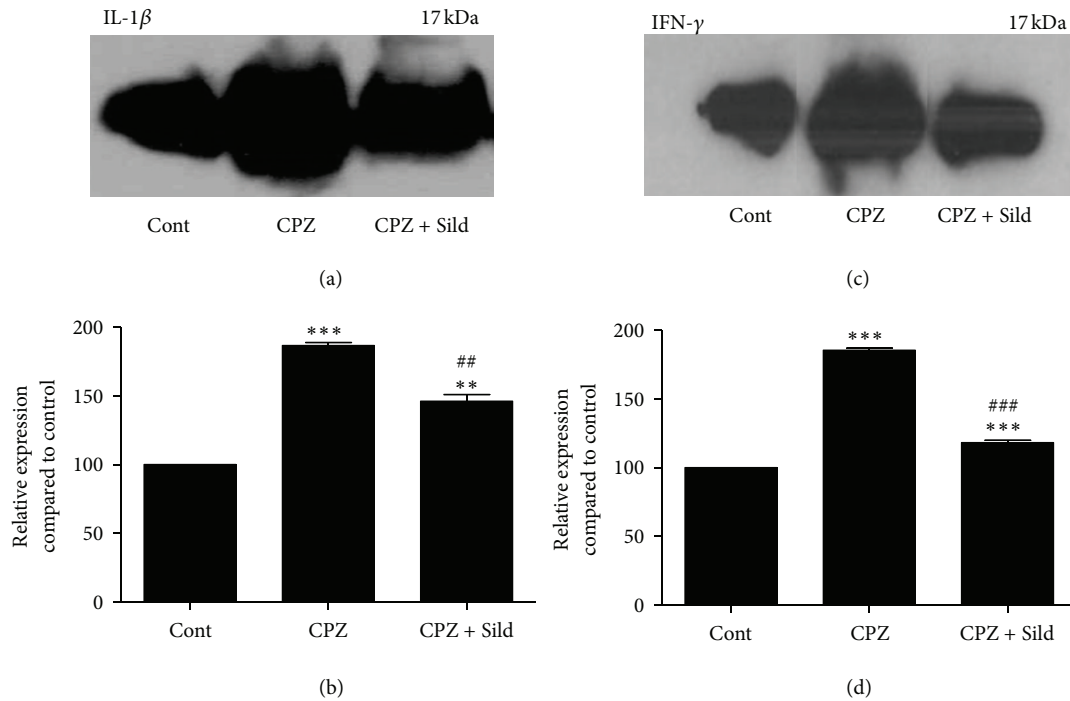 IL-1β 17 kDa
Cont CPZ CPZ + Sild
(a)
IFN-γ 17 kDa
Cont CPZ CPZ + Sild
(c)
Relative expression
compared to control
200
150
100
50
0
***
##
**
Cont CPZ CPZ + Sild
(b)
Relative expression
compared to control
200
150
100
50
0
***
###
***
Cont CPZ CPZ + Sild
(d)